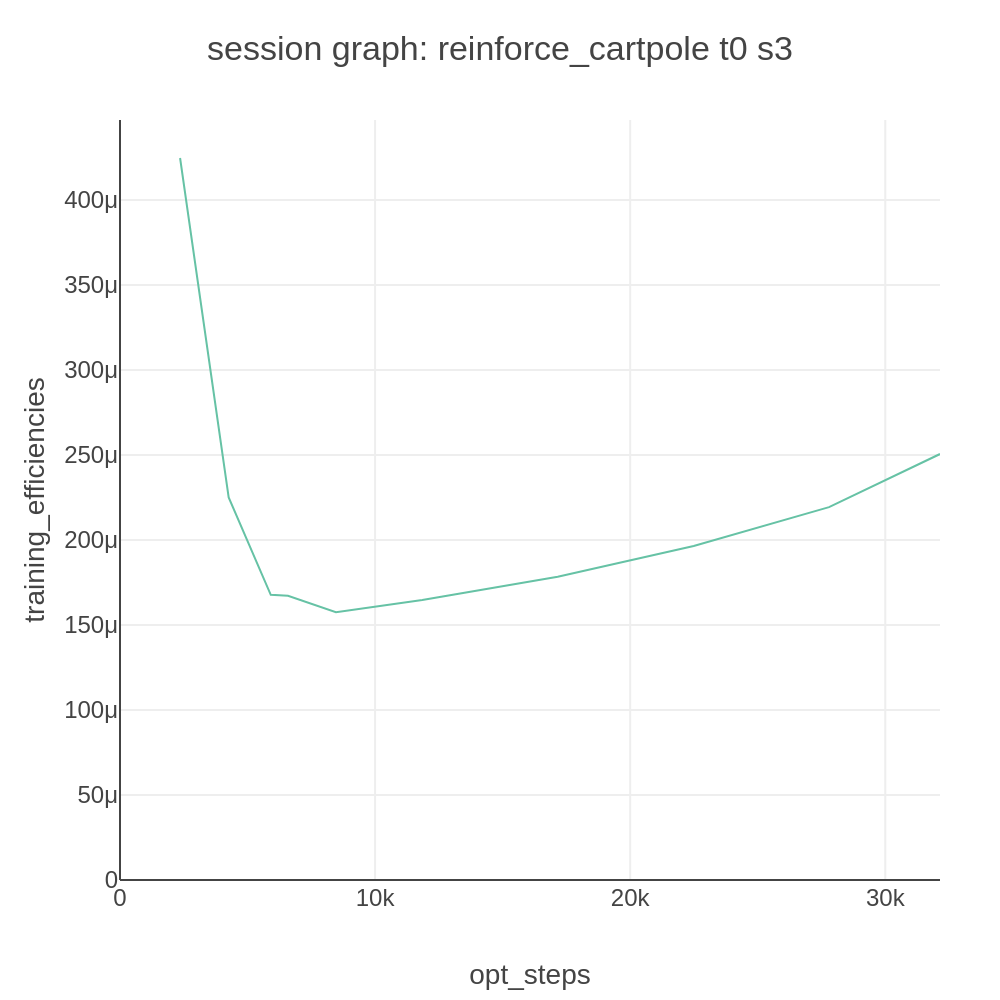 session graph: reinforce_cartpole t0 s3
training_efficiencies
400μ
350μ
300μ
250μ
200μ
150μ
100μ
50μ
0
0 10k 20k 30k
opt_steps